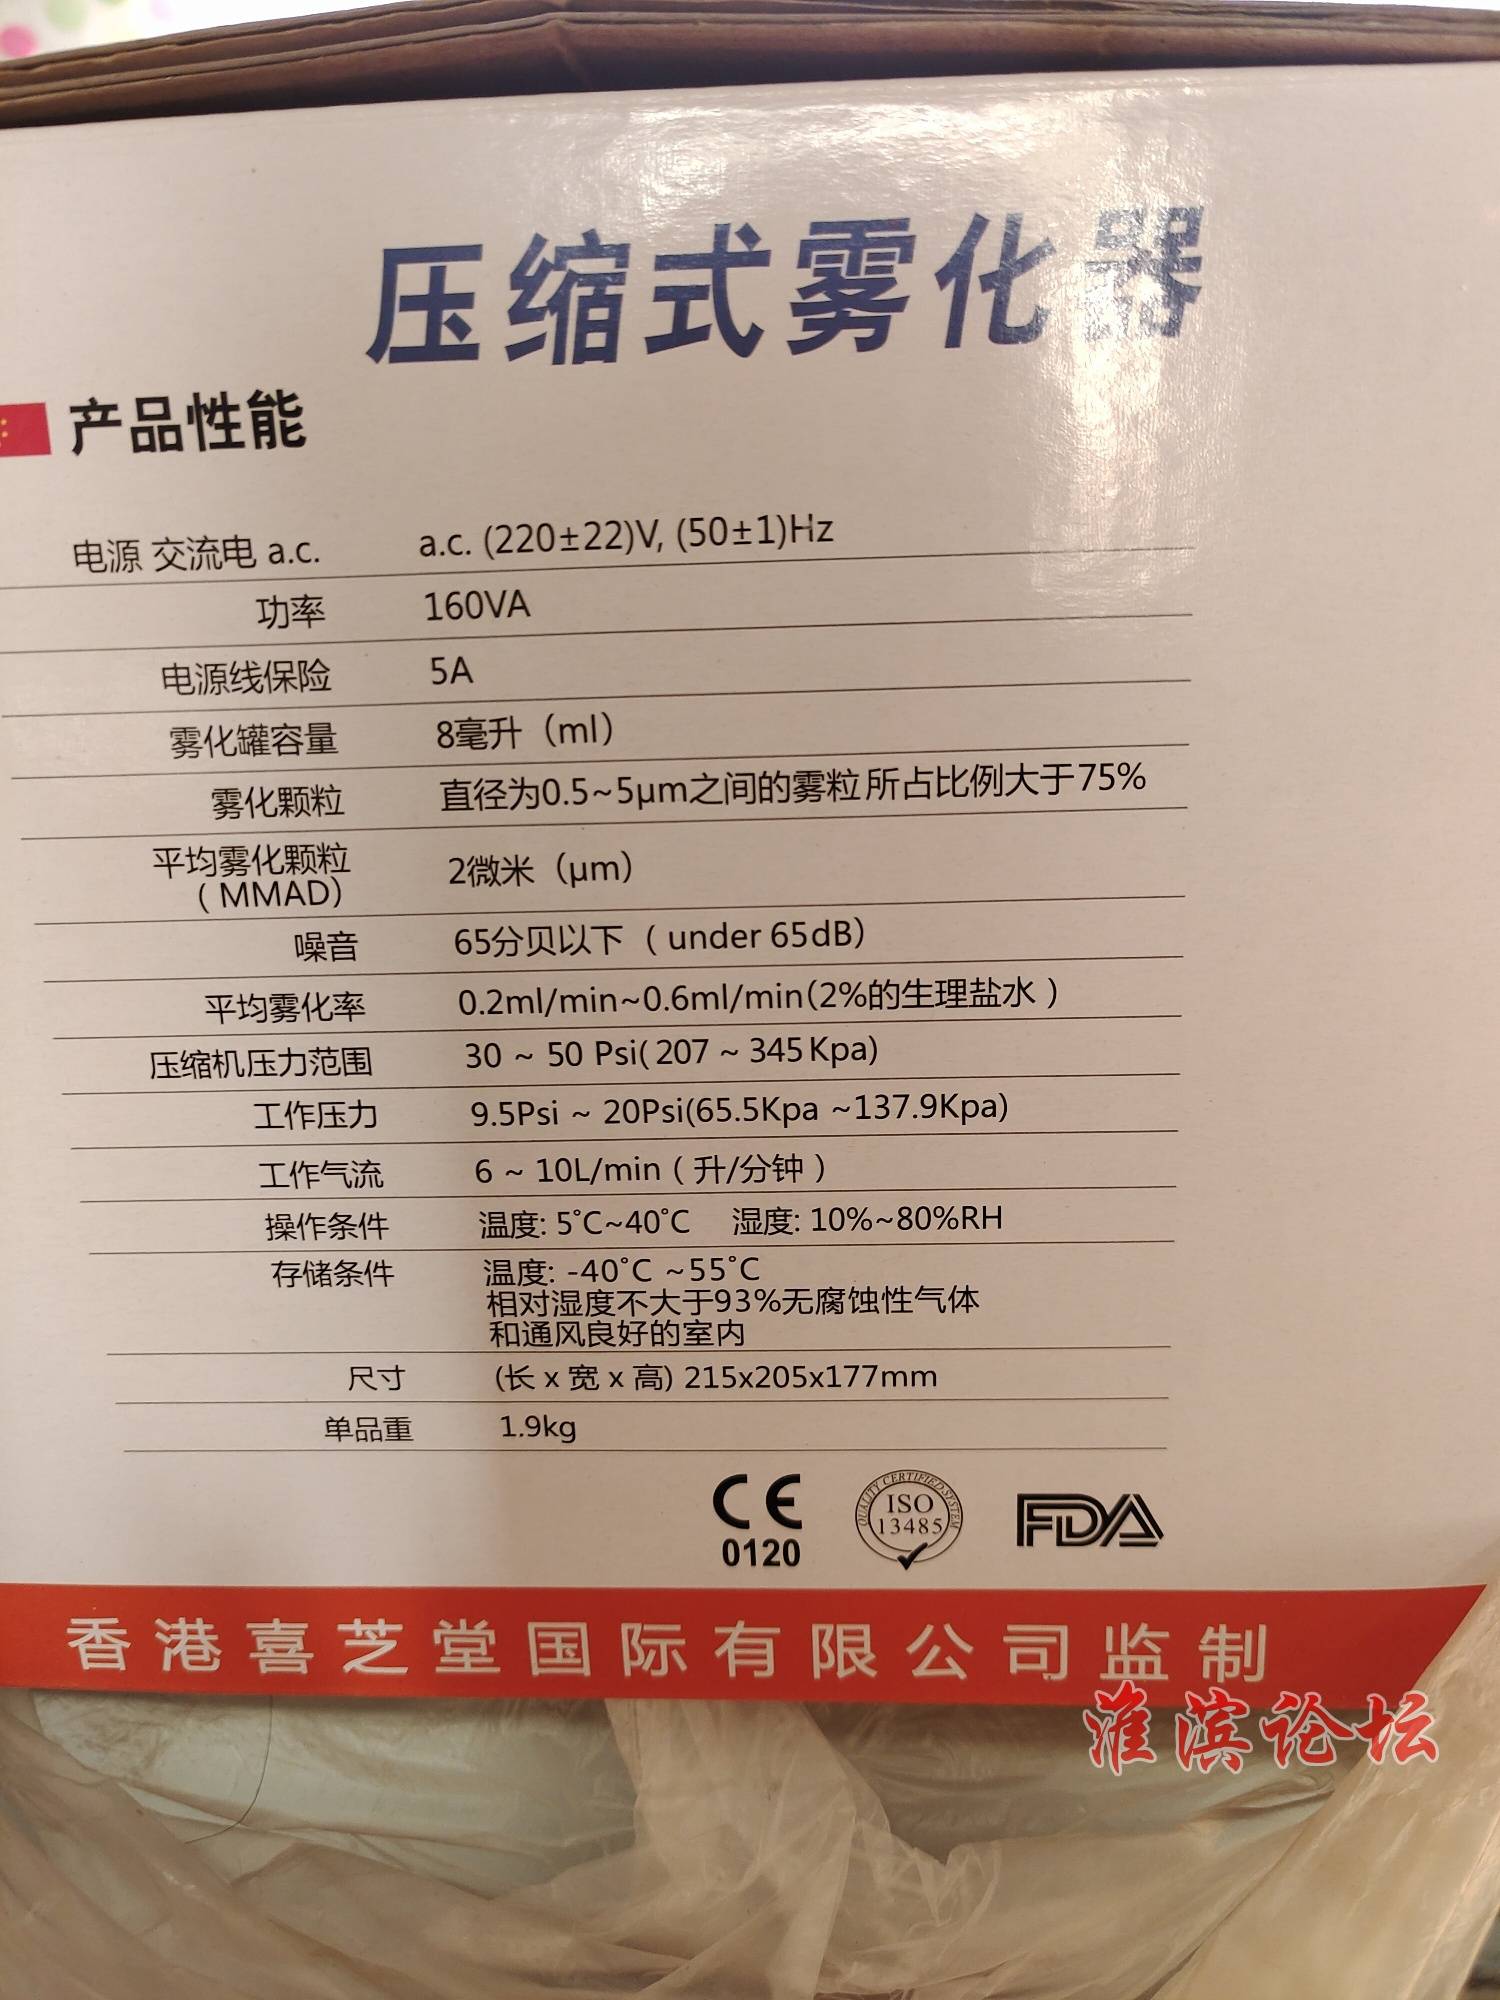 压缩式雾化器
产品性能
电源 交流电 a.c. a.c. (220±22)V, (50±1)Hz
功率 160VA
电源线保险 5A
雾化罐容量 8毫升（ml）
雾化颗粒 直径为0.5~5μm之间的雾粒所占比例大于75%
平均雾化颗粒
（MMAD） 2微米（μm）
噪音 65分贝以下（under 65dB）
平均雾化率 0.2ml/min~0.6ml/min(2%的生理盐水）
压缩机压力范围 30 ~ 50 Psi(207 ~ 345Kpa)
工作压力 9.5Psi ~ 20Psi(65.5Kpa ~137.9Kpa)
工作气流 6 ~ 10L/min（升/分钟）
操作条件 温度: 5°C~40°C 湿度: 10%~80%RH
存储条件 温度: -40°C ~55°C
相对湿度不大于93%无腐蚀性气体
和通风良好的室内
尺寸 (长 x 宽 x 高) 215x205x177mm
单品重 1.9kg
CE
0120
QUALITY CERTIFIED SYSTEM
ISO
13485
FDA
香港喜芝堂国际有限公司监制
淮滨论坛